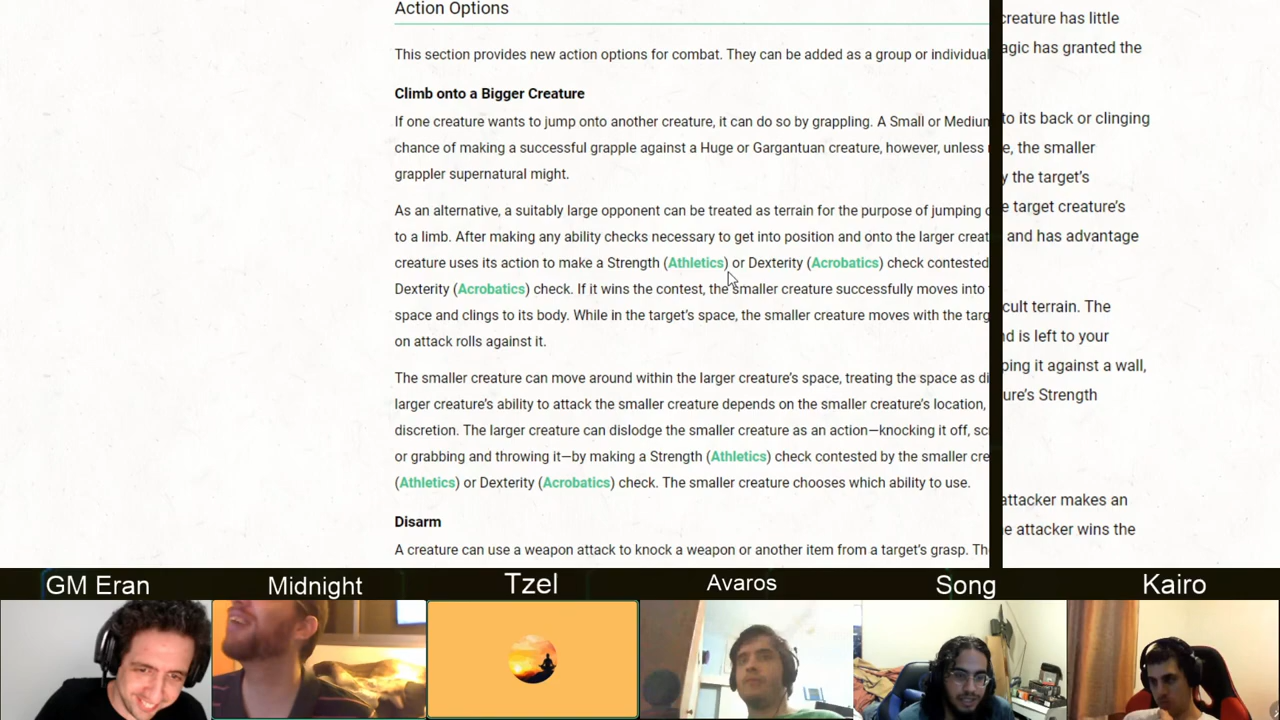 Action Options
This section provides new action options for combat. They can be added as a group or individual
Climb onto a Bigger Creature
If one creature wants to jump onto another creature, it can do so by grappling. A Small or Medium
chance of making a successful grapple against a Huge or Gargantuan creature, however, unless
grappler supernatural might.
As an alternative, a suitably large opponent can be treated as terrain for the purpose of jumping
to a limb. After making any ability checks necessary to get into position and onto the larger creat
creature uses its action to make a Strength (Athletics) or Dexterity (Acrobatics) check contested
Dexterity (Acrobatics) check. If it wins the contest, the smaller creature successfully moves into
space and clings to its body. While in the target's space, the smaller creature moves with the targ
on attack rolls against it.
The smaller creature can move around within the larger creature's space, treating the space as di
larger creature's ability to attack the smaller creature depends on the smaller creature's location,
discretion. The larger creature can dislodge the smaller creature as an action—knocking it off, sc
or grabbing and throwing it—by making a Strength (Athletics) check contested by the smaller cre
(Athletics) or Dexterity (Acrobatics) check. The smaller creature chooses which ability to use.
Disarm
A creature can use a weapon attack to knock a weapon or another item from a target's grasp. Th
creature has little
agic has granted the
to its back or clinging
e, the smaller
y the target's
e target creature's
and has advantage
cult terrain. The
nd is left to your
ping it against a wall,
ure's Strength
attacker makes an
e attacker wins the
GM Eran
Midnight
Tzel
Avaros
Song
Kairo